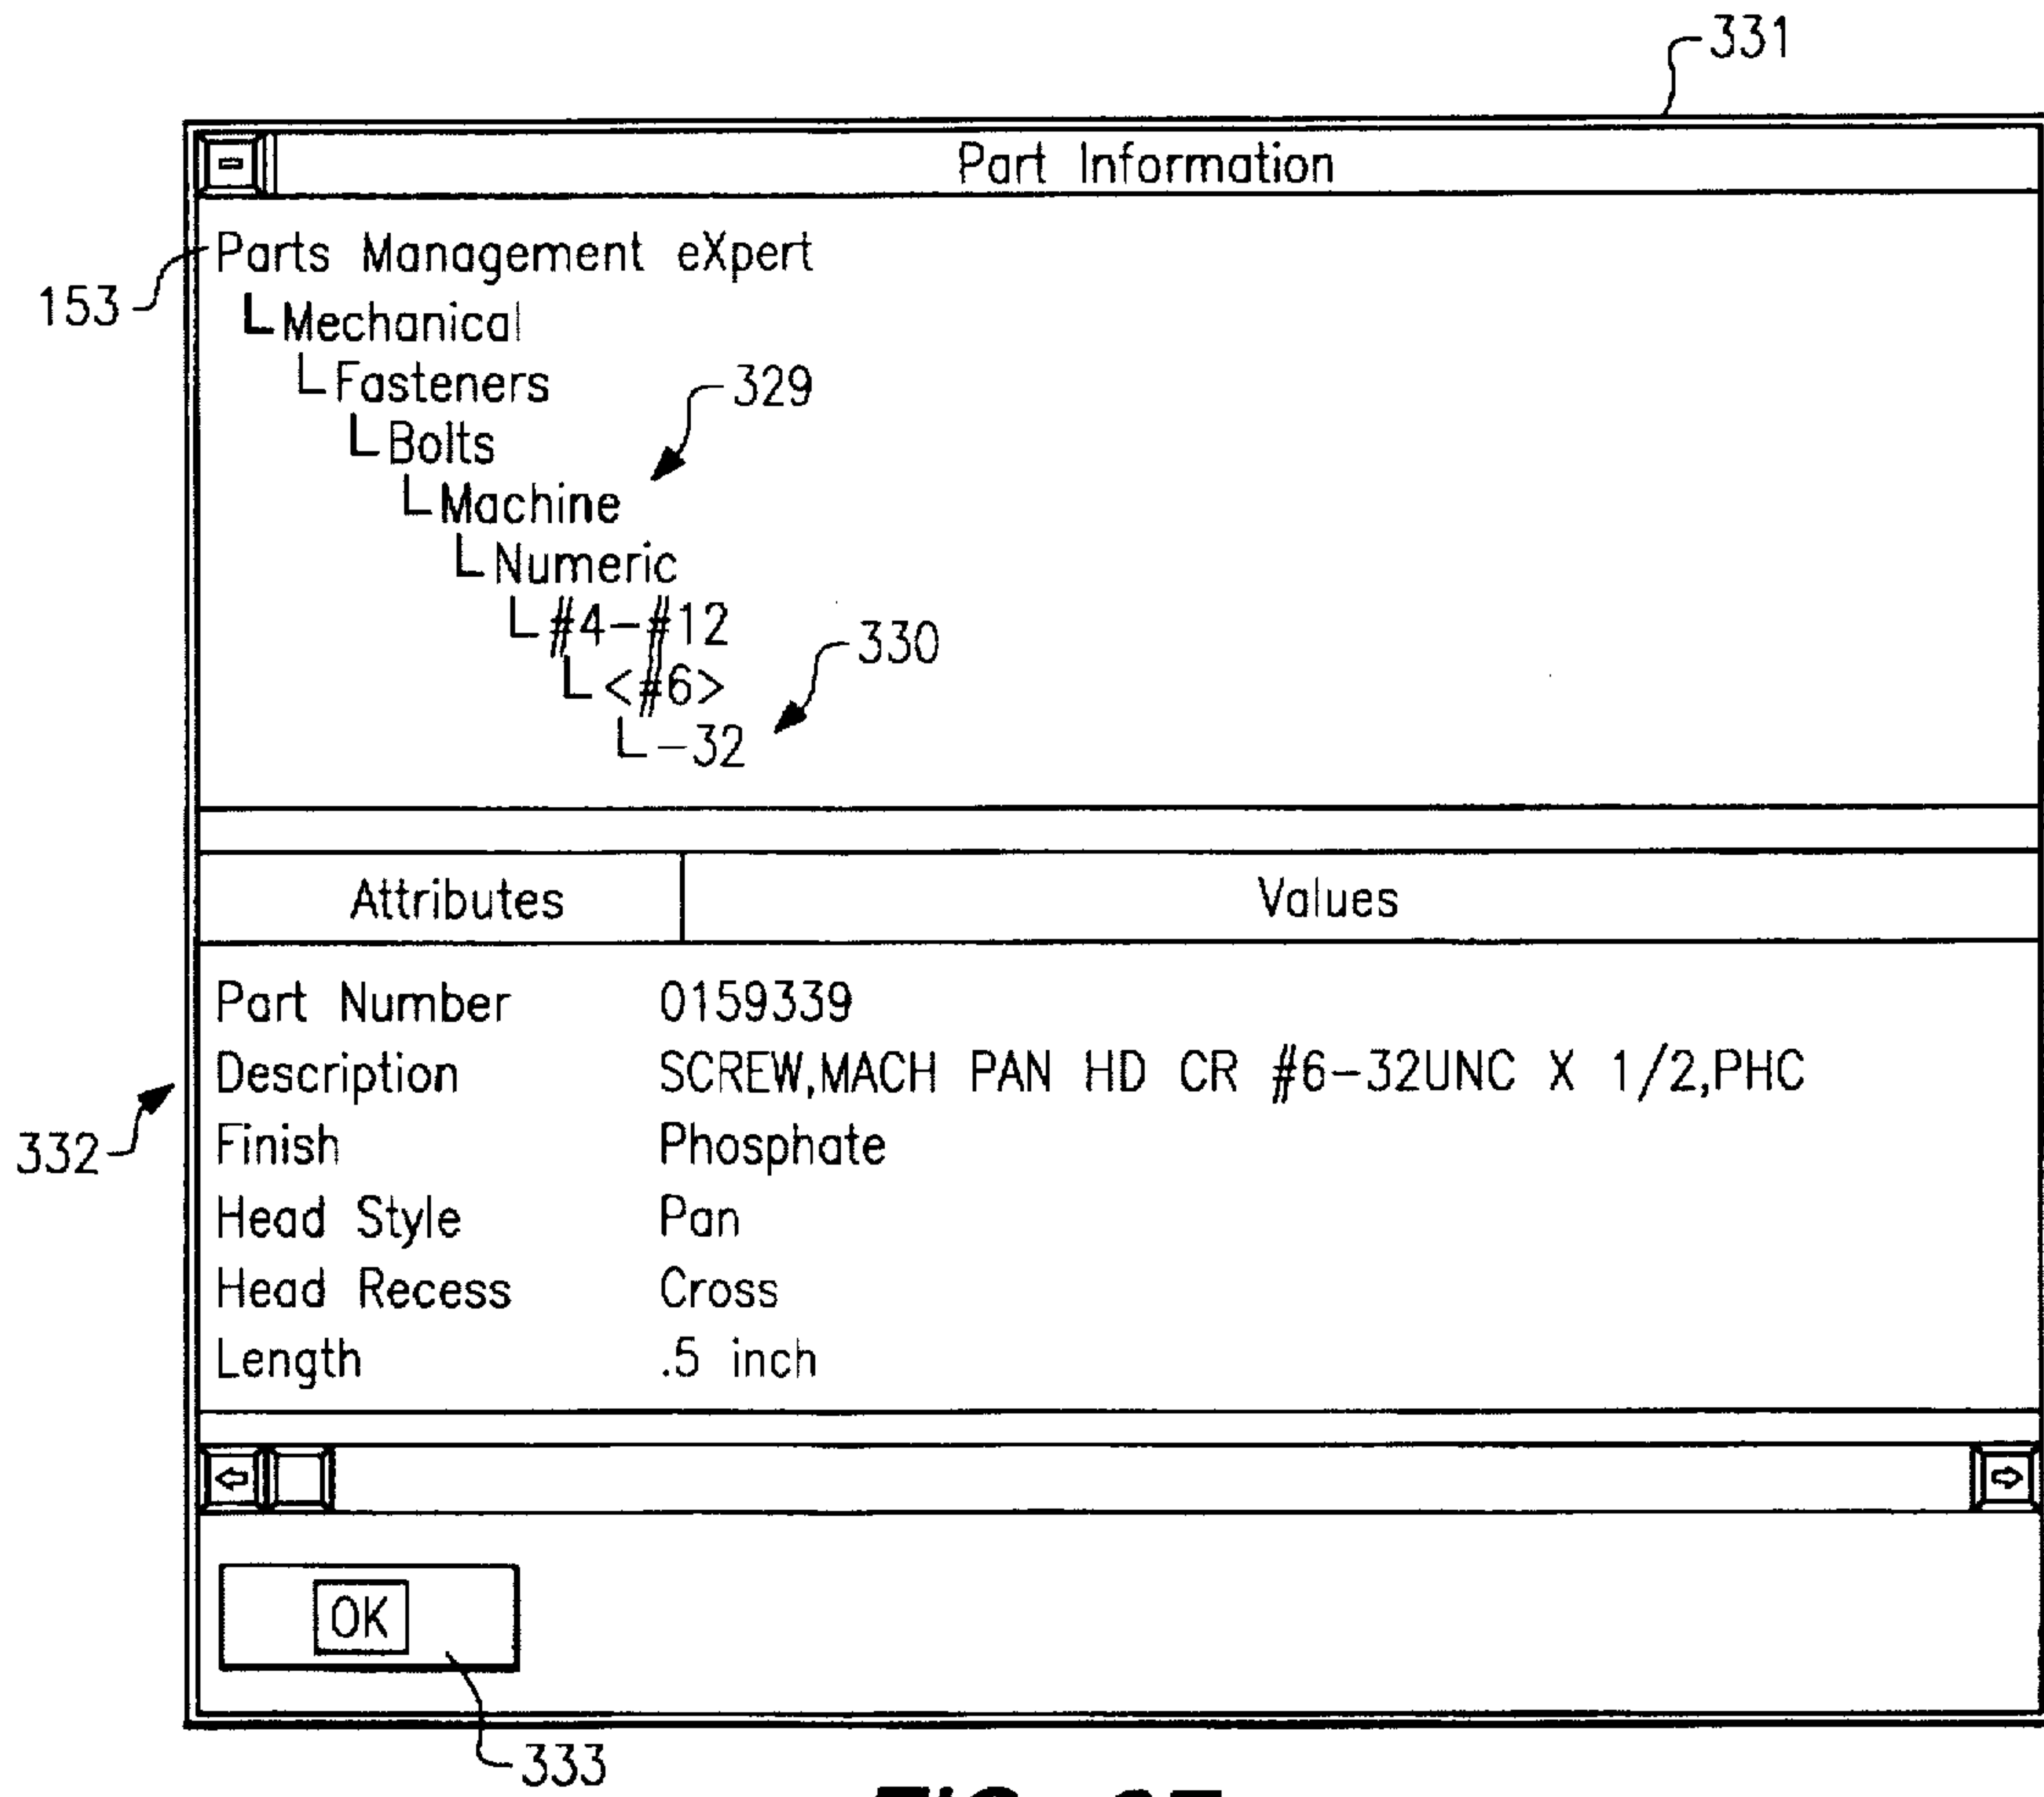 331
Part Information
Parts Management eXpert
153
Mechanical
Fasteners
329
Bolts
Machine
Numeric
#4-#12
330
<#6>
-32
Attributes Values
Part Number 0159339
Description SCREW,MACH PAN HD CR #6-32UNC X 1/2,PHC
332
Finish Phosphate
Head Style Pan
Head Recess Cross
Length .5 inch
OK
333